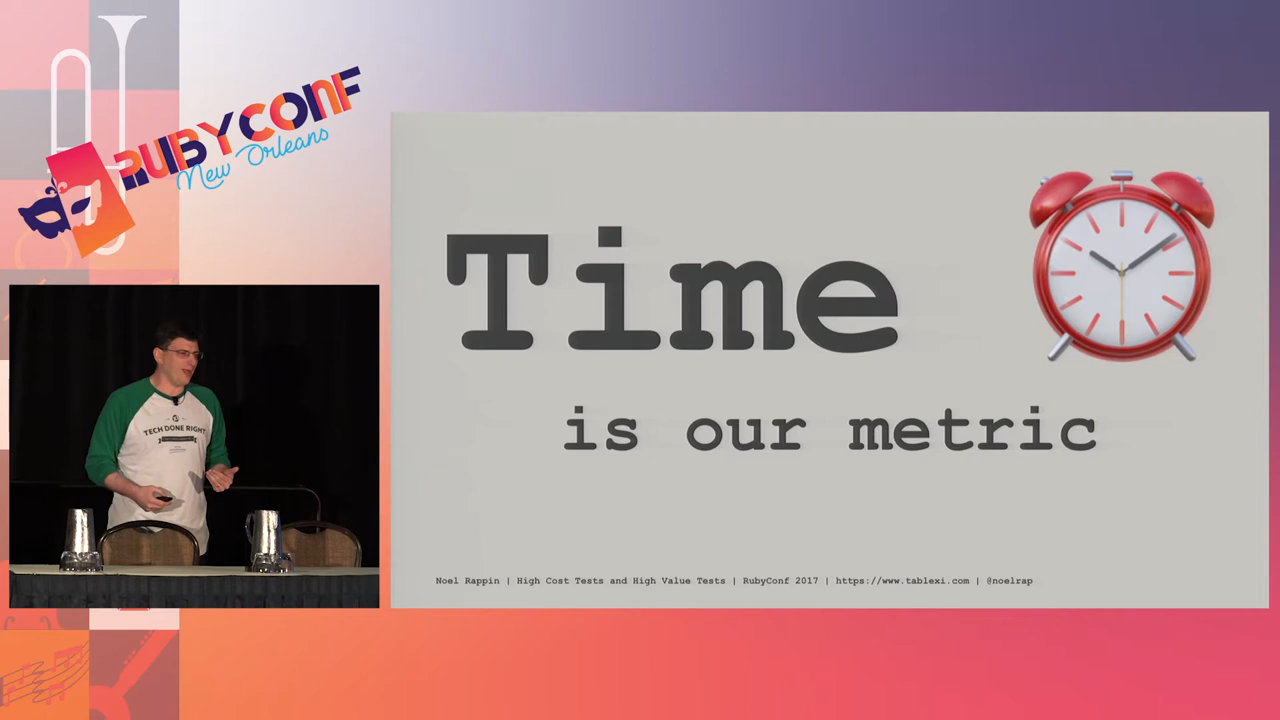 RUBYCONF
New Orleans
TECH DONE RIGHT
Time
is our metric
Noel Rappin | High Cost Tests and High Value Tests | RubyConf 2017 | https://www.tablexi.com | @noelrap